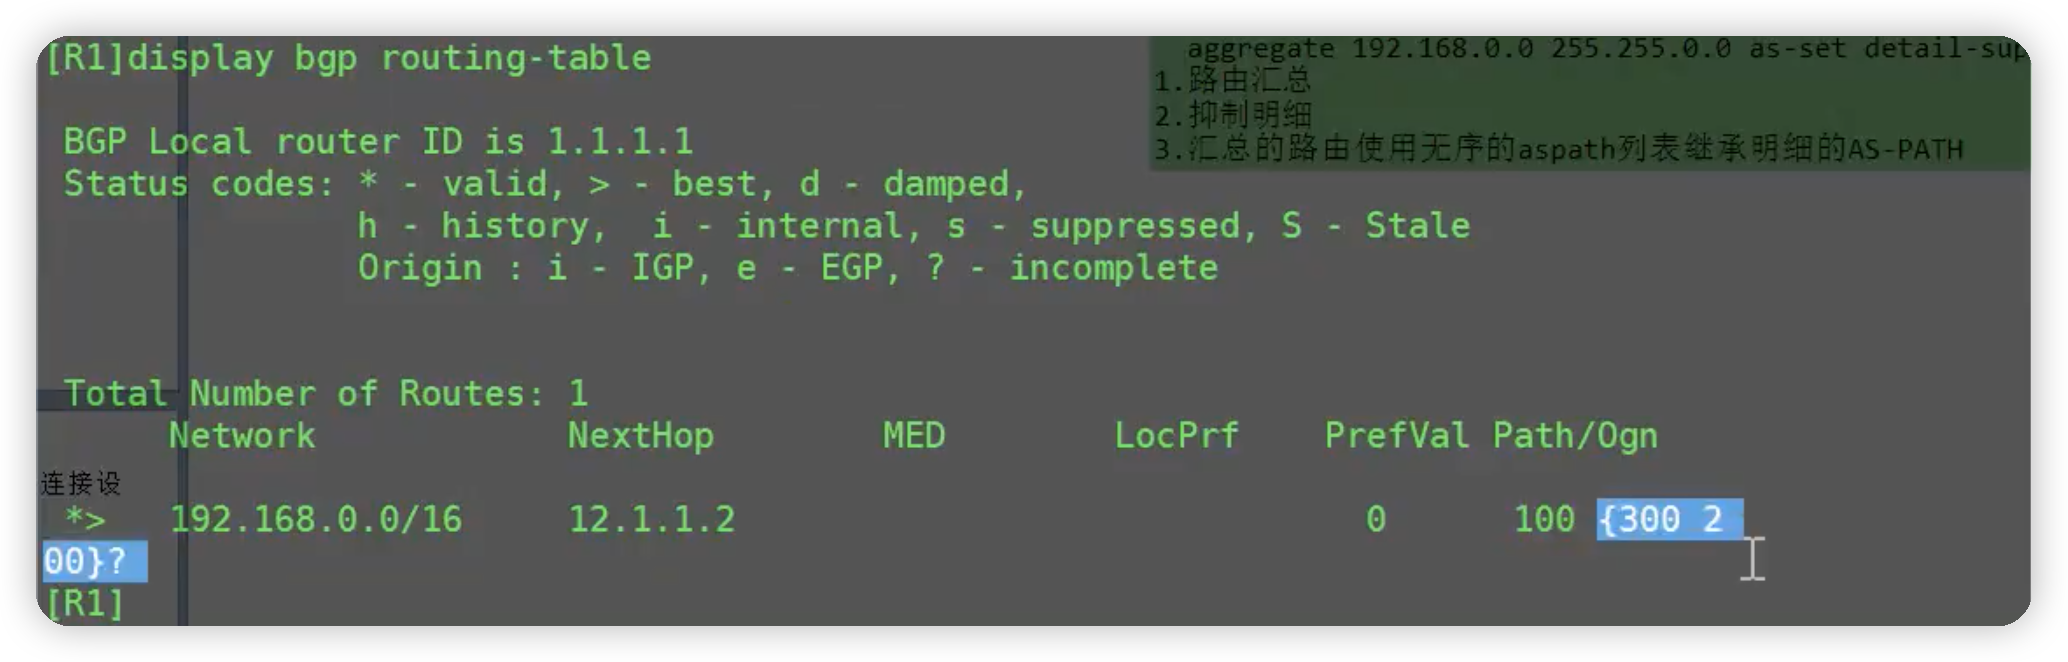 [R1]display bgp routing-table
aggregate 192.168.0.0 255.255.0.0 as-set detail-sup
1.路由汇总
2.抑制明细
3.汇总的路由使用无序的aspath列表继承明细的AS-PATH
BGP Local router ID is 1.1.1.1
Status codes: * - valid, > - best, d - damped,
h - history,  i - internal, s - suppressed, S - Stale
Origin : i - IGP, e - EGP, ? - incomplete
Total Number of Routes: 1
Network NextHop MED LocPrf PrefVal Path/Ogn
连接设
*> 192.168.0.0/16 12.1.1.2 0 100 {300 2
00}?
[R1]